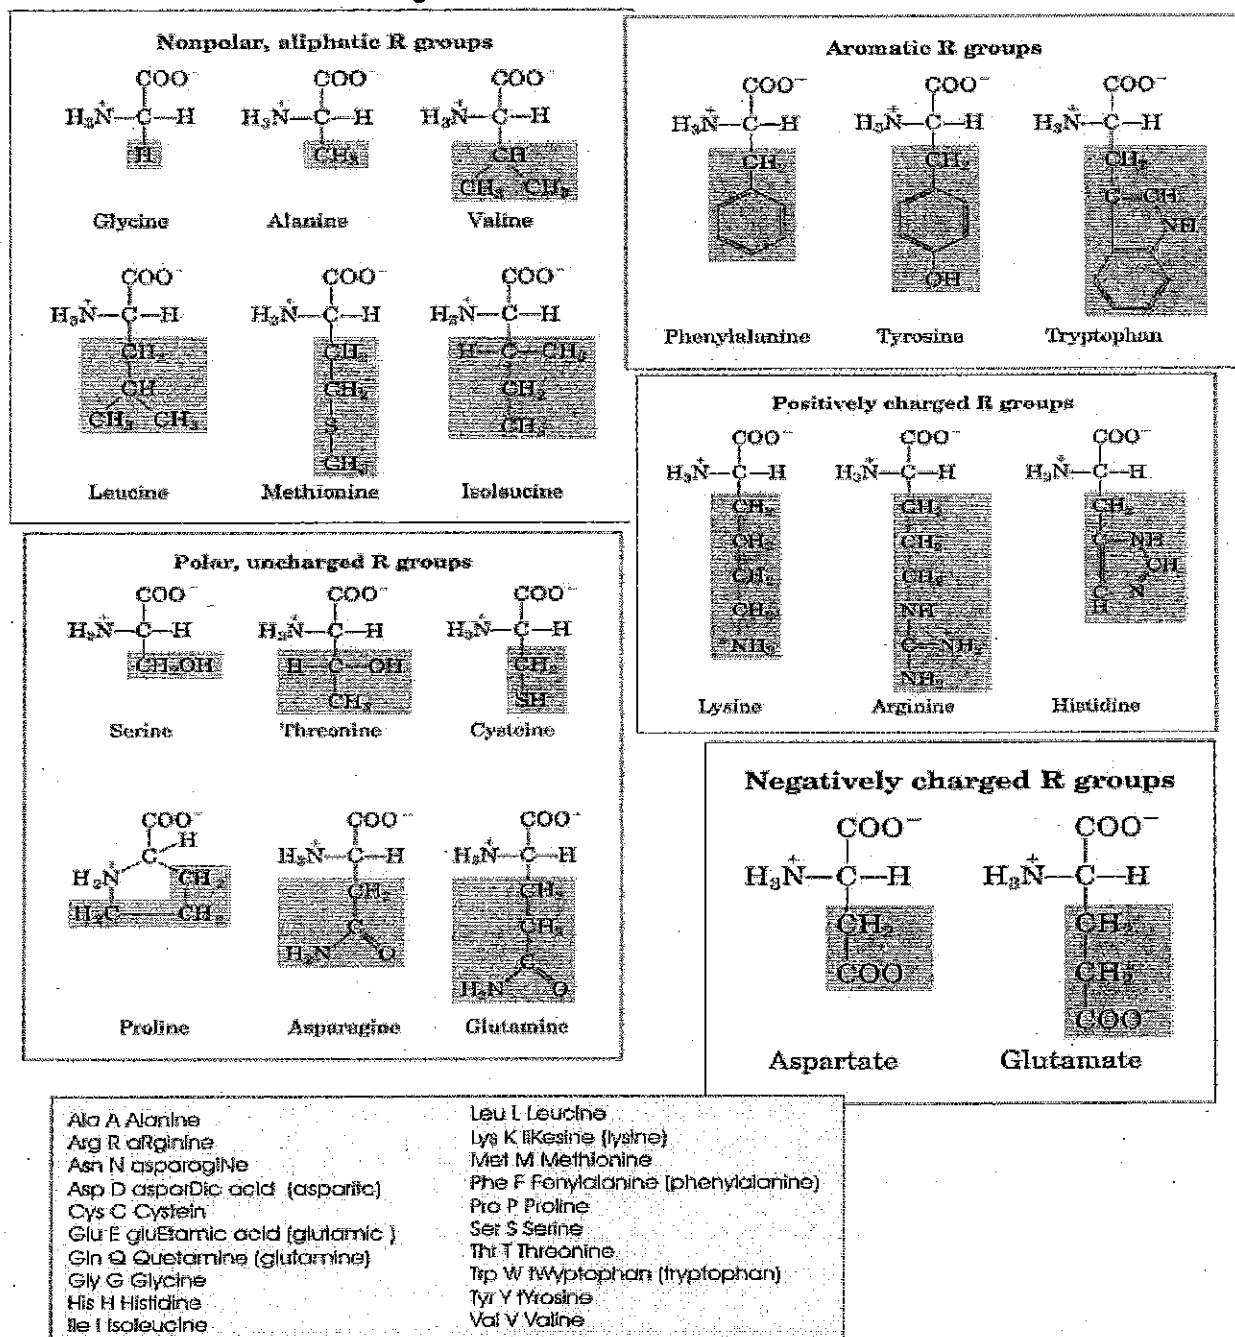 Nonpolar, aliphatic R groups
COO⁻ COO⁻ COO⁻
H₃N⁺—C—H H₃N⁺—C—H H₃N⁺—C—H
H CH₃ CH
CH₃ CH₃
Glycine Alanine Valine
COO⁻ COO⁻ COO⁻
H₃N⁺—C—H H₃N⁺—C—H H₃N⁺—C—H
CH₂ CH₂ H—C—CH₃
CH CH₂ CH₂
CH₃ CH₃ S CH₃
CH₃
Leucine Methionine Isoleucine
Aromatic R groups
COO⁻ COO⁻ COO⁻
H₃N⁺—C—H H₃N⁺—C—H H₃N⁺—C—H
CH₂ CH₂ CH₂
C—CH
NH
OH
Phenylalanine Tyrosine Tryptophan
Positively charged R groups
COO⁻ COO⁻ COO⁻
H₃N⁺—C—H H₃N⁺—C—H H₃N⁺—C—H
CH₂ CH₂ CH₂
CH₂ CH₂ C—NH
CH₂ CH₂ CH
CH₂ NH C N
⁺NH₃ C—NH₂ H
NH₂
Lysine Arginine Histidine
Polar, uncharged R groups
COO⁻ COO⁻ COO⁻
H₃N⁺—C—H H₃N⁺—C—H H₃N⁺—C—H
CH₂OH H—C—OH CH₂
CH₃ SH
Serine Threonine Cysteine
COO⁻ COO⁻ COO⁻
C H H₃N⁺—C—H H₃N⁺—C—H
H₂N⁺ CH₂ CH₂ CH₂
H₂C—CH₂ C CH₂
H₂N O C
H₂N O
Proline Asparagine Glutamine
Negatively charged R groups
COO⁻ COO⁻
H₃N⁺—C—H H₃N⁺—C—H
CH₂ CH₂
COO⁻ CH₂
COO⁻
Aspartate Glutamate
Ala A Alanine
Arg R aRginine
Asn N asparagiNe
Asp D asparDic acid (aspartic)
Cys C Cystein
Glu E gluEtamic acid (glutamic )
Gln Q Quetamine (glutamine)
Gly G Glycine
His H Histidine
Ile I Isoleucine
Leu L Leucine
Lys K liKesine (lysine)
Met M Methionine
Phe F Fenylalanine (phenylalanine)
Pro P Proline
Ser S Serine
Thr T Threonine
Trp W tWyptophan (tryptophan)
Tyr Y tYrosine
Val V Valine